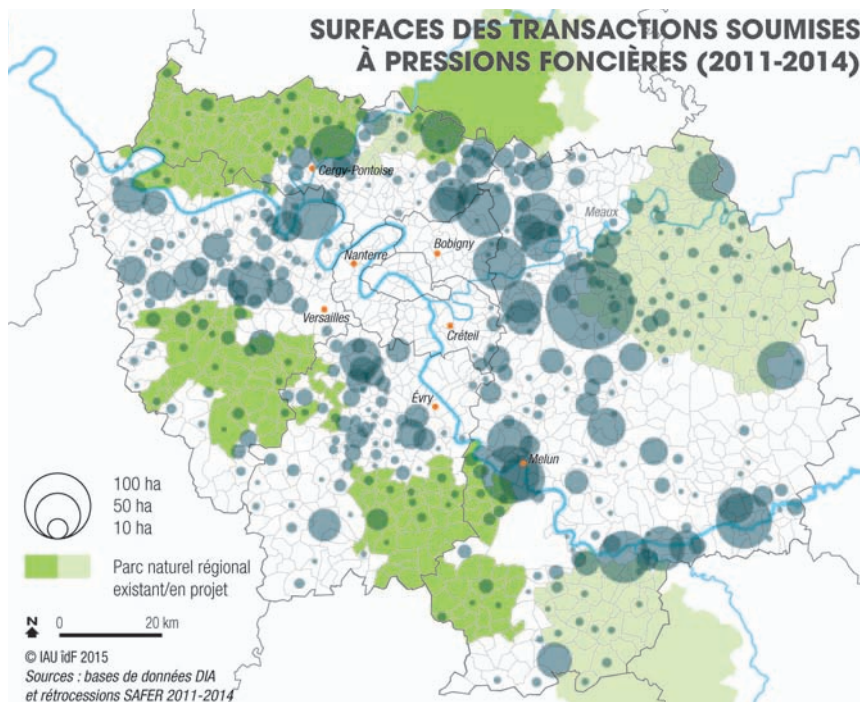 SURFACES DES TRANSACTIONS SOUMISES
À PRESSIONS FONCIÈRES (2011-2014)
Cergy-Pontoise
Meaux
Bobigny
Nanterre
Versailles
Créteil
Évry
Melun
100 ha
50 ha
10 ha
Parc naturel régional
existant/en projet
N
0 20 km
© IAU îdF 2015
Sources : bases de données DIA
et rétrocessions SAFER 2011-2014